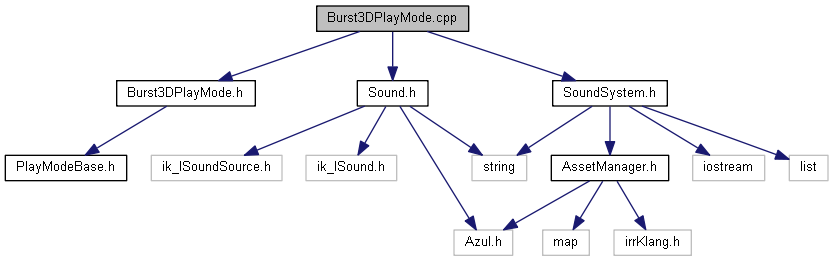 Burst3DPlayMode.cpp
Burst3DPlayMode.h
Sound.h
SoundSystem.h
PlayModeBase.h
ik_ISoundSource.h
ik_ISound.h
string
AssetManager.h
iostream
list
Azul.h
map
irrKlang.h